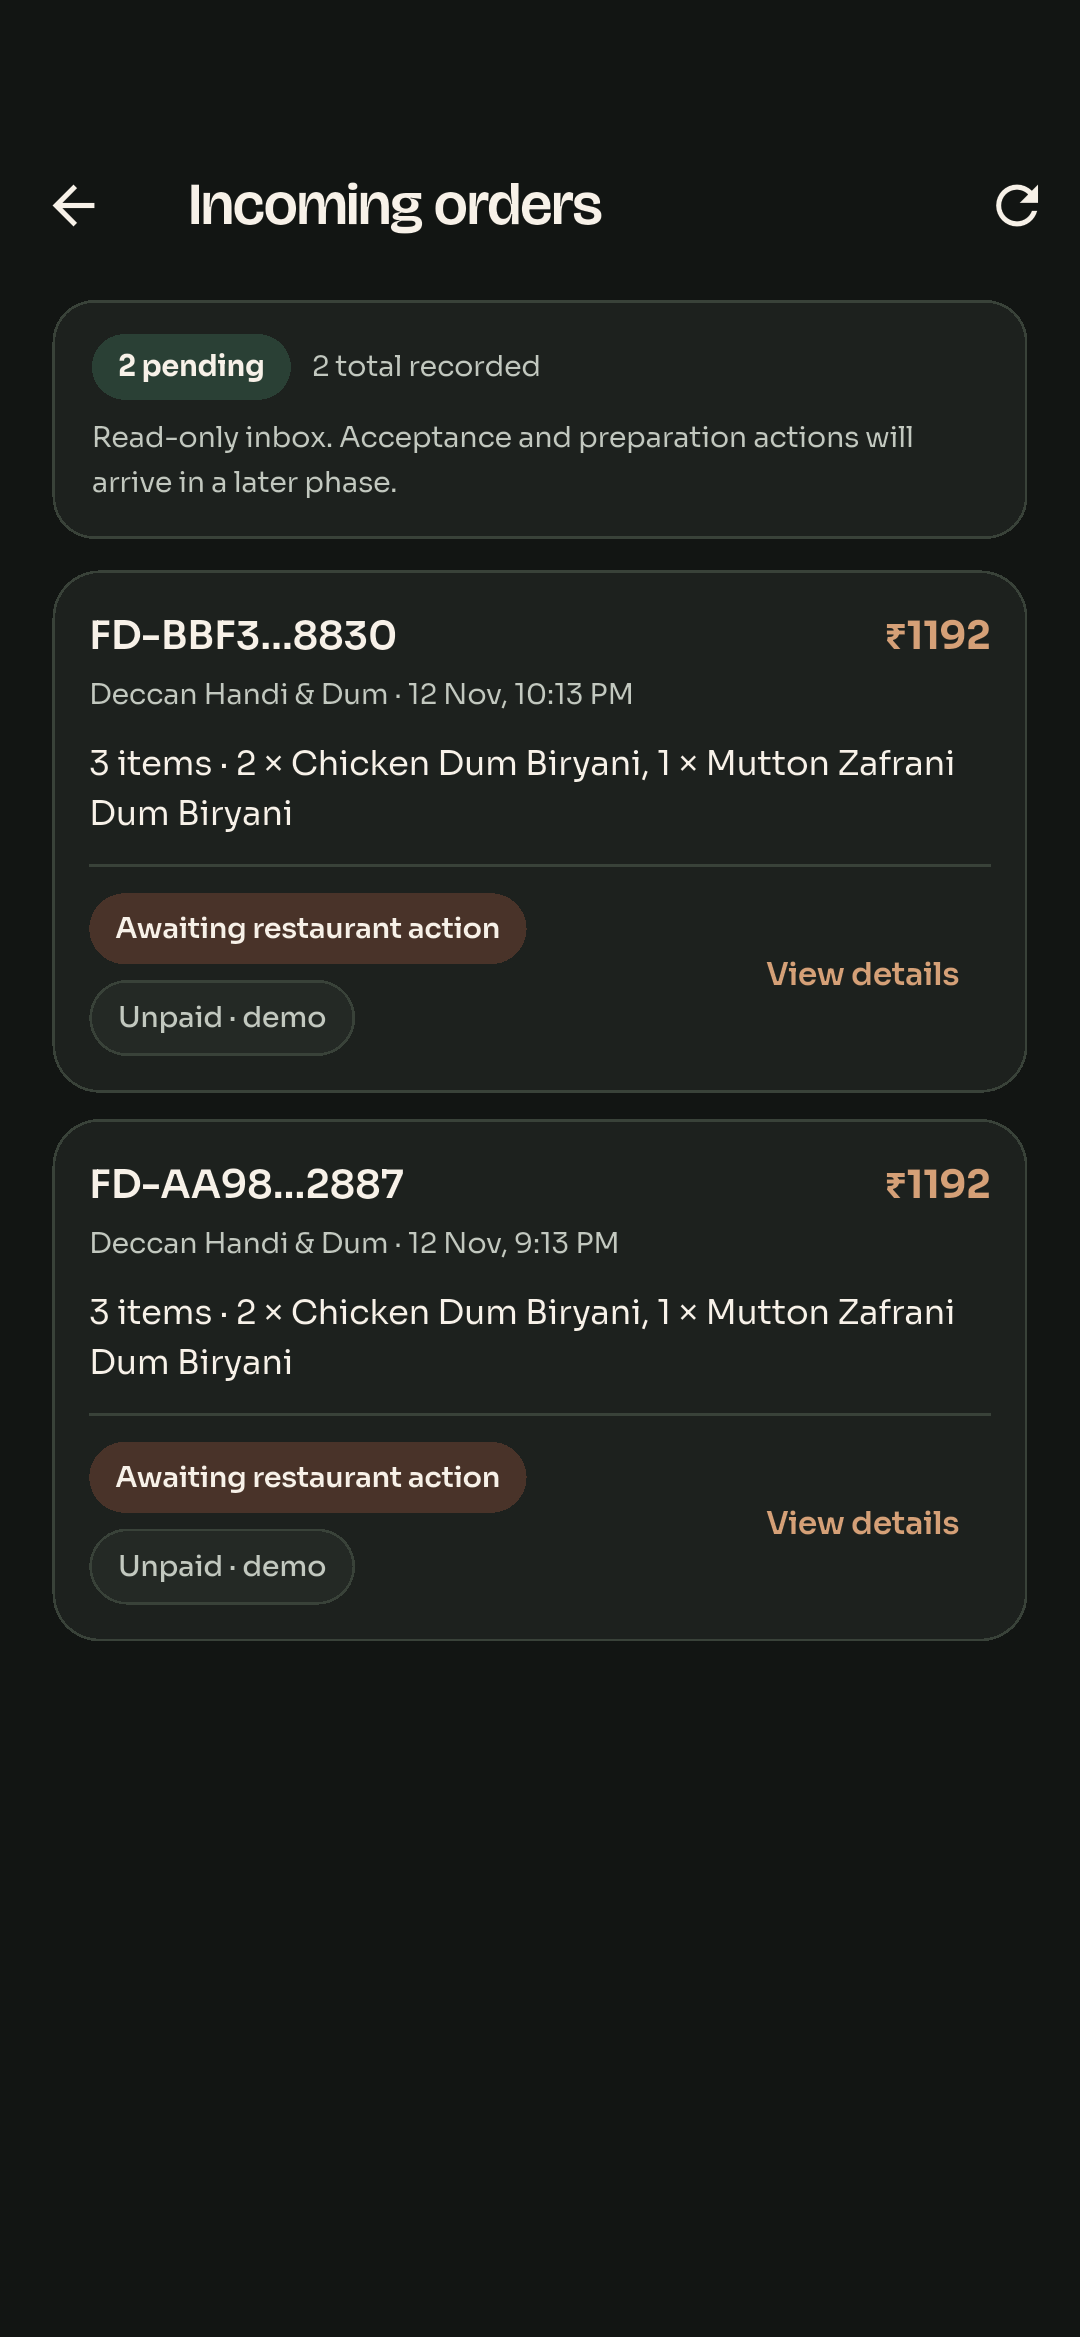 Incoming orders
2 pending 2 total recorded
Read-only inbox. Acceptance and preparation actions will
arrive in a later phase.
FD-BBF3...8830 ₹1192
Deccan Handi & Dum · 12 Nov, 10:13 PM
3 items · 2 × Chicken Dum Biryani, 1 × Mutton Zafrani
Dum Biryani
Awaiting restaurant action
View details
Unpaid · demo
FD-AA98...2887 ₹1192
Deccan Handi & Dum · 12 Nov, 9:13 PM
3 items · 2 × Chicken Dum Biryani, 1 × Mutton Zafrani
Dum Biryani
Awaiting restaurant action
View details
Unpaid · demo